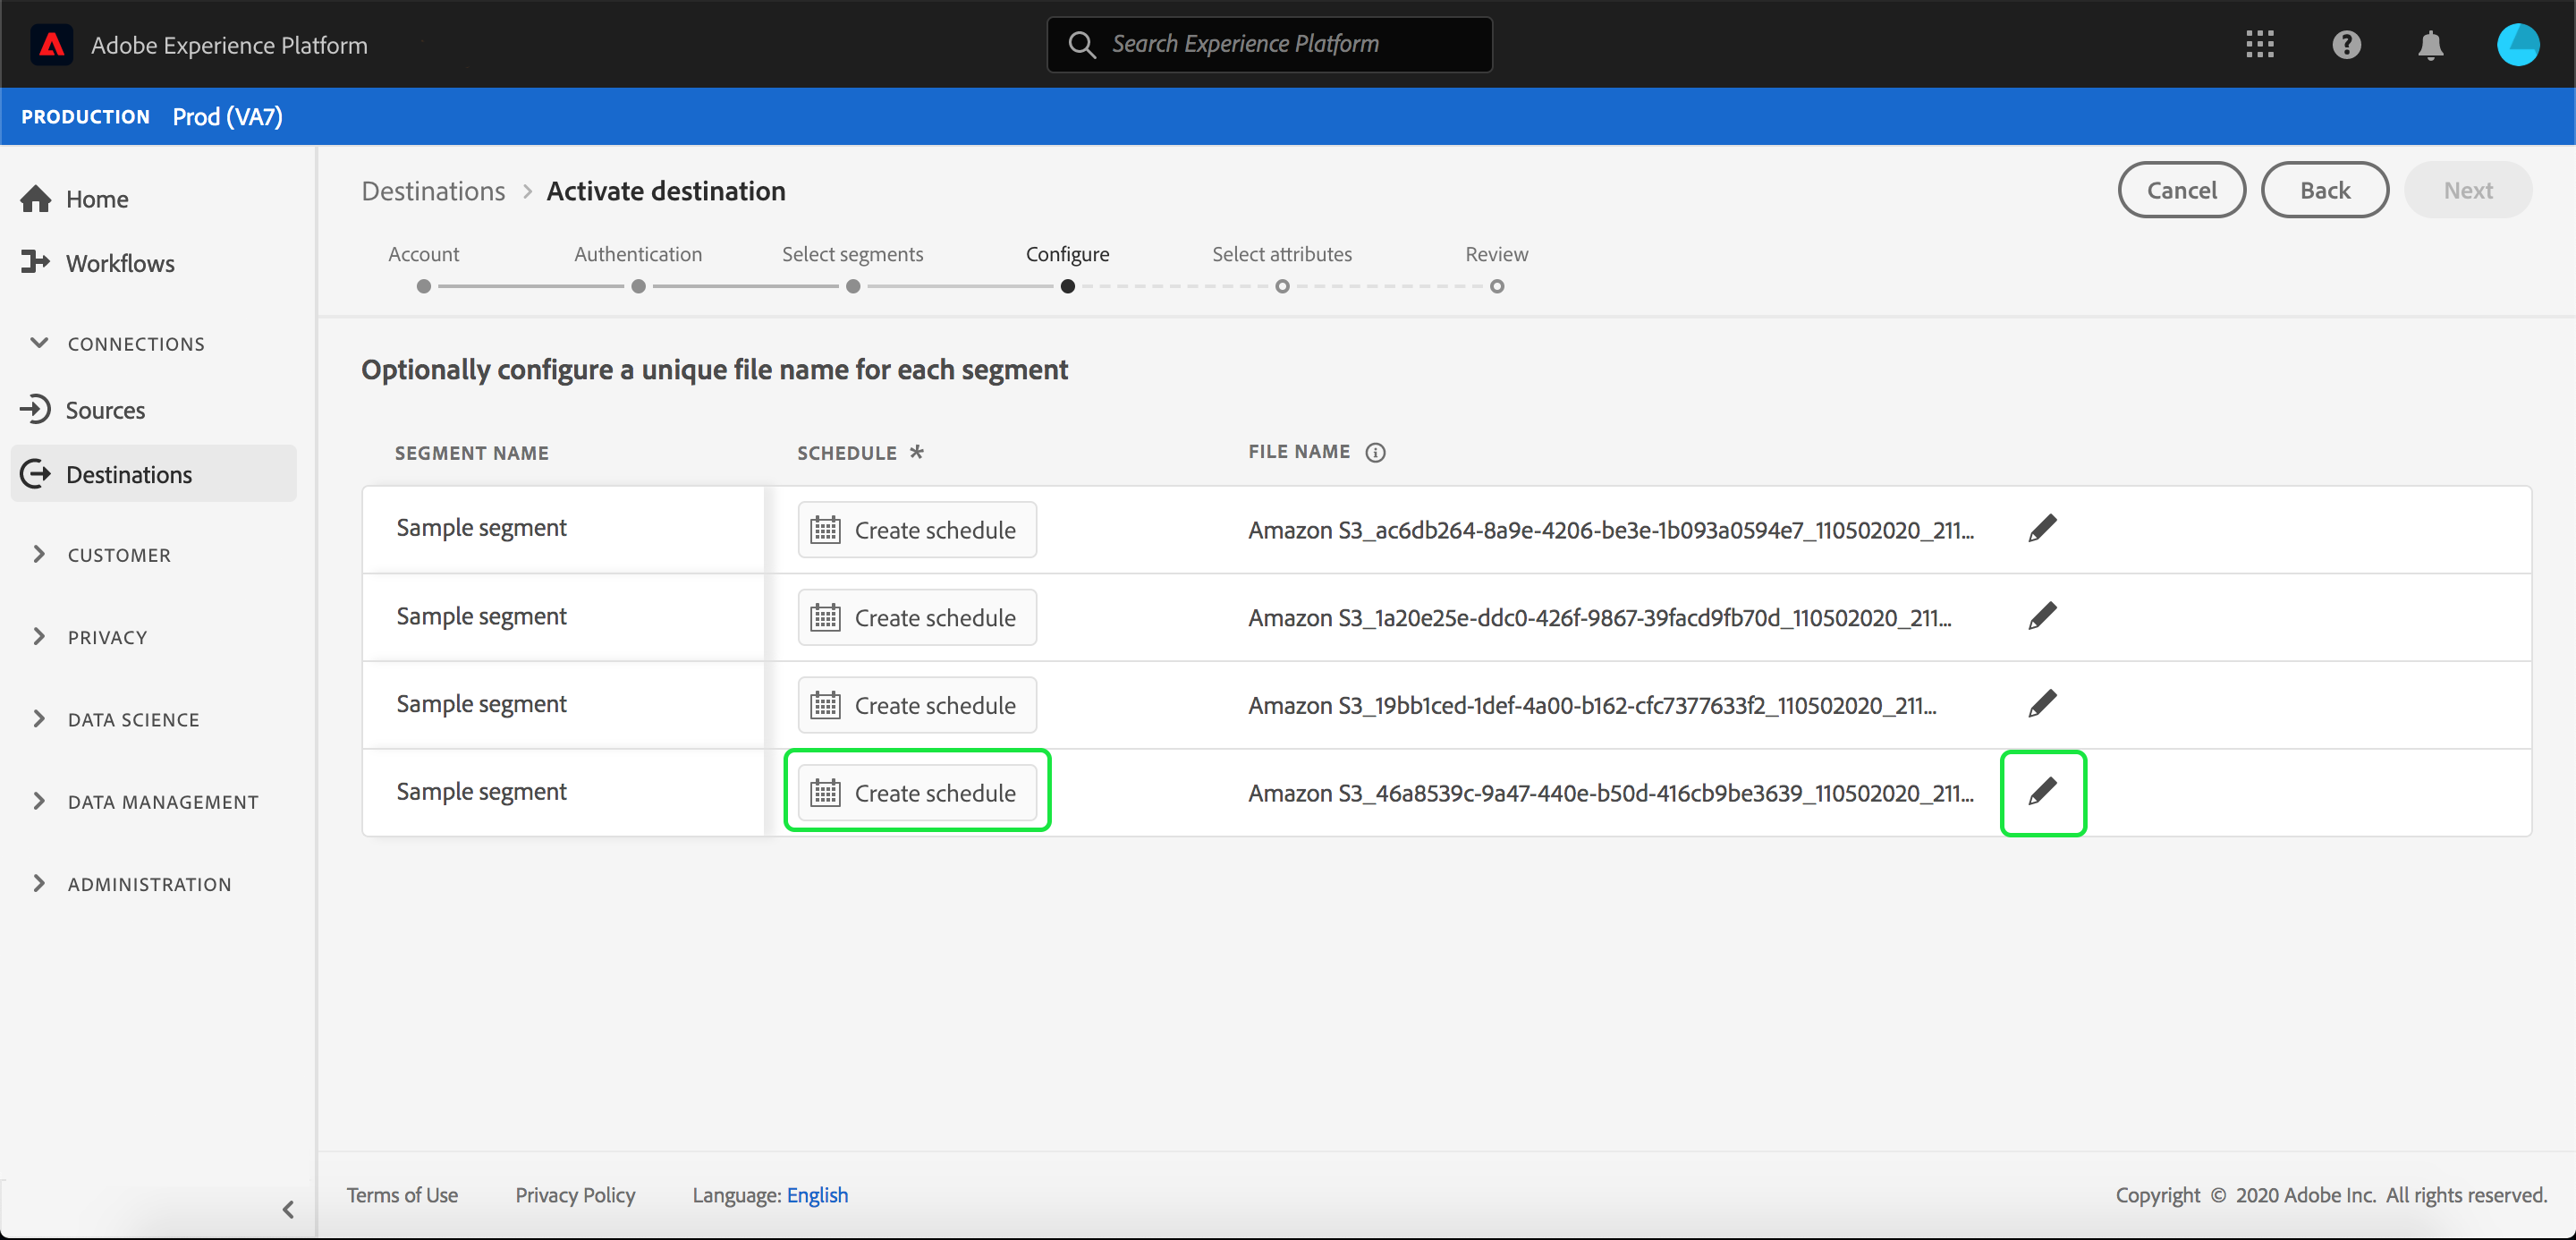 Adobe Experience Platform
Search Experience Platform
PRODUCTION Prod (VA7)
Home
Workflows
CONNECTIONS
Sources
Destinations
CUSTOMER
PRIVACY
DATA SCIENCE
DATA MANAGEMENT
ADMINISTRATION
Destinations > Activate destination
Cancel Back Next
Account Authentication Select segments Configure Select attributes Review
Optionally configure a unique file name for each segment
SEGMENT NAME SCHEDULE * FILE NAME
Sample segment Create schedule Amazon S3_ac6db264-8a9e-4206-be3e-1b093a0594e7_110502020_211...
Sample segment Create schedule Amazon S3_1a20e25e-ddc0-426f-9867-39facd9fb70d_110502020_211...
Sample segment Create schedule Amazon S3_19bb1ced-1def-4a00-b162-cfc7377633f2_110502020_211...
Sample segment Create schedule Amazon S3_46a8539c-9a47-440e-b50d-416cb9be3639_110502020_211...
Terms of Use Privacy Policy Language: English Copyright © 2020 Adobe Inc. All rights reserved.